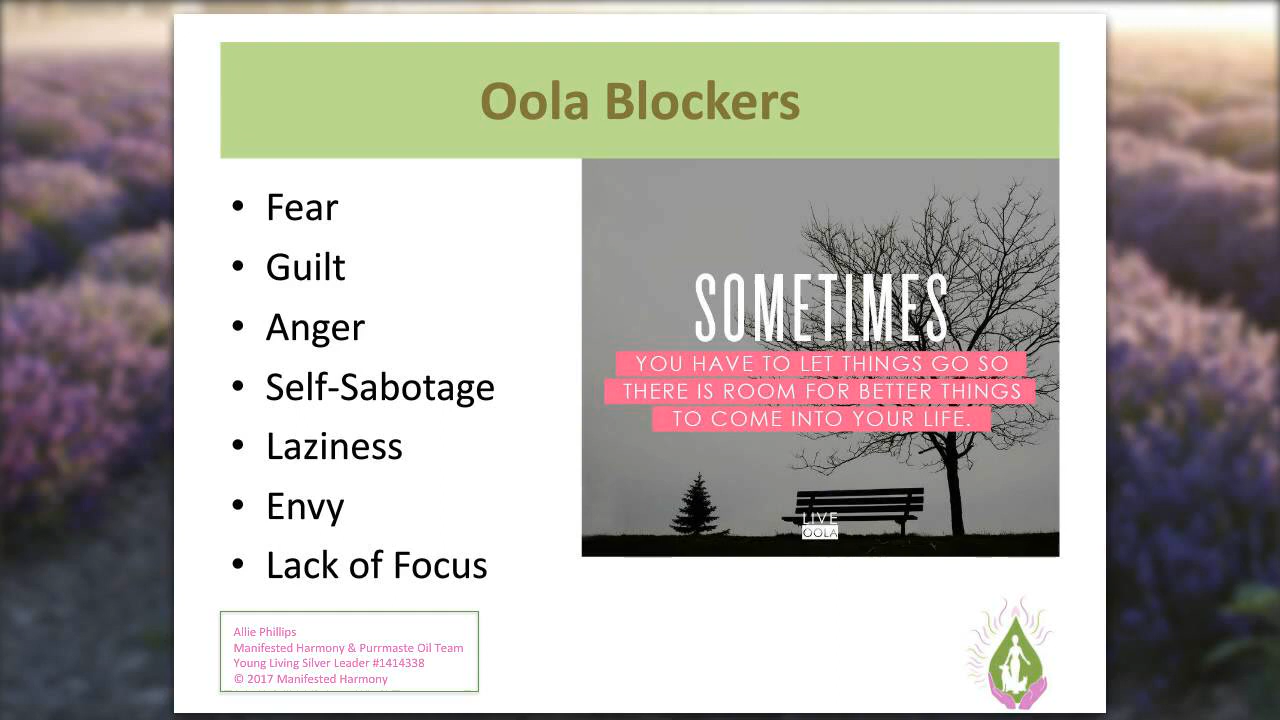 Oola Blockers
• Fear
• Guilt
• Anger
• Self-Sabotage
• Laziness
• Envy
• Lack of Focus
SOMETIMES
YOU HAVE TO LET THINGS GO SO
THERE IS ROOM FOR BETTER THINGS
TO COME INTO YOUR LIFE.
LIVE
OOLA
Allie Phillips
Manifested Harmony & Purrmaste Oil Team
Young Living Silver Leader #1414338
© 2017 Manifested Harmony